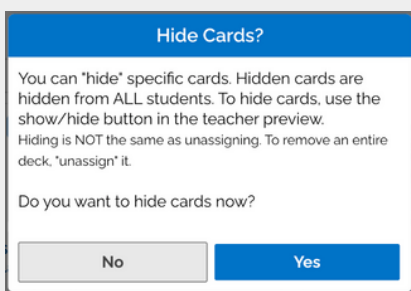 Hide Cards?
You can "hide" specific cards. Hidden cards are
hidden from ALL students. To hide cards, use the
show/hide button in the teacher preview.
Hiding is NOT the same as unassigning. To remove an entire
deck, "unassign" it.
Do you want to hide cards now?
No
Yes